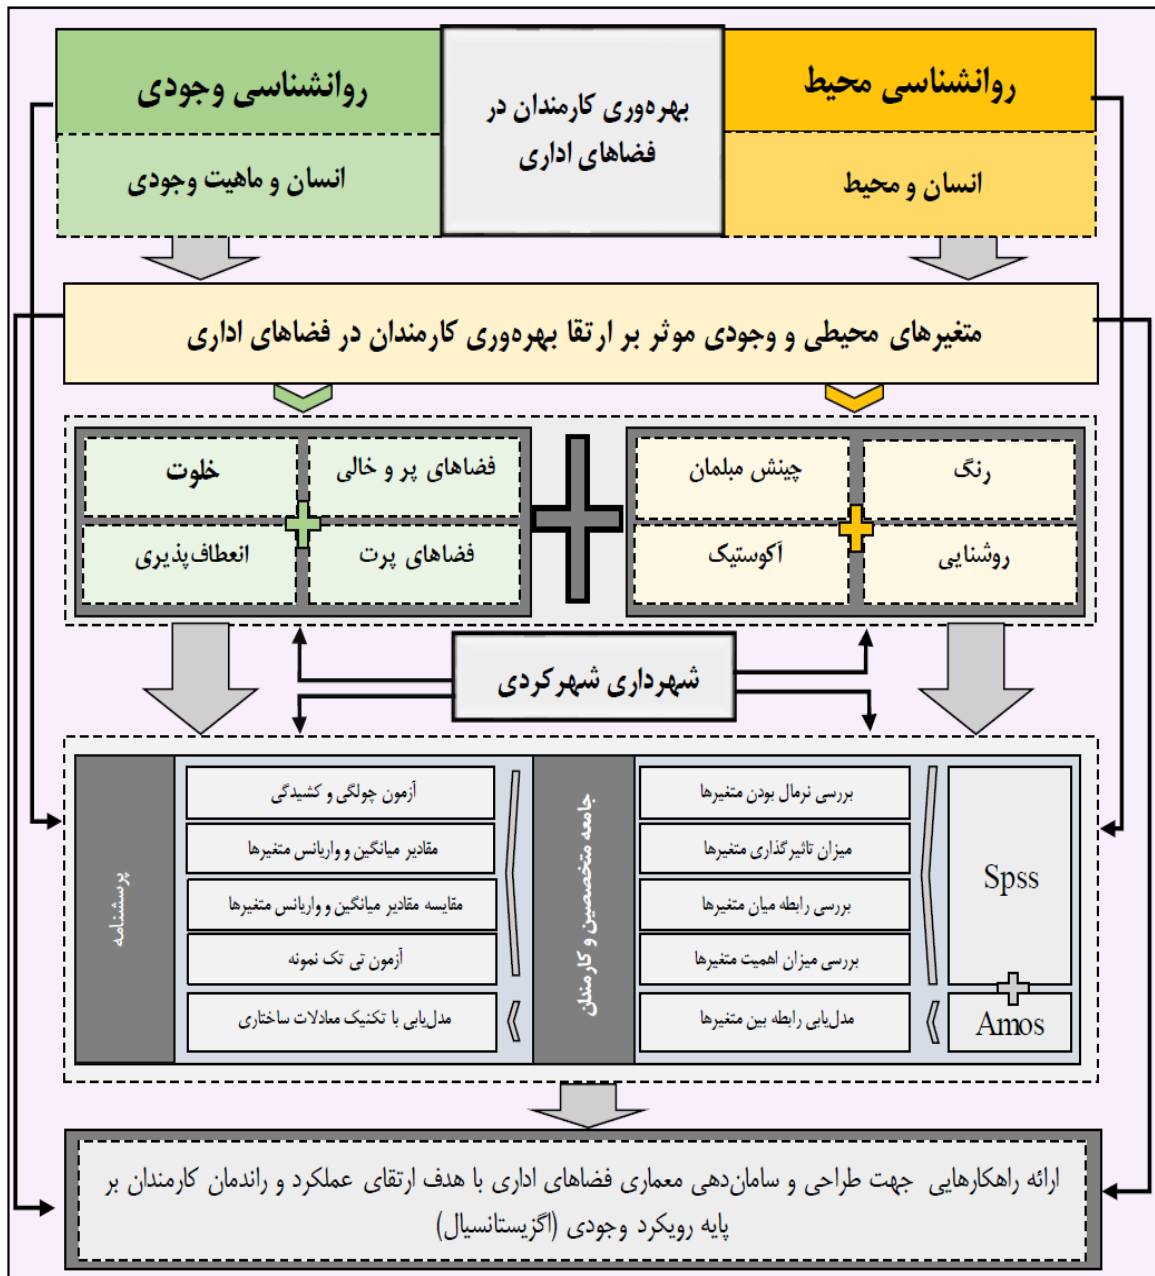 روانشناسی محیط
بهره‌وری کارمندان در
فضاهای اداری
روانشناسی وجودی
انسان و محیط
انسان و ماهیت وجودی
متغیرهای محیطی و وجودی موثر بر ارتقا بهره‌وری کارمندان در فضاهای اداری
رنگ
چینش مبلمان
روشنایی
آکوستیک
فضاهای پر و خالی
خلوت
فضاهای پرت
انعطاف‌پذیری
شهرداری شهرکردی
Spss
Amos
بررسی نرمال بودن متغیرها
میزان تاثیرگذاری متغیرها
بررسی رابطه میان متغیرها
بررسی میزان اهمیت متغیرها
مدل‌یابی رابطه بین متغیرها
جامعه متخصصین و کارمندان
آزمون چولگی و کشیدگی
مقادیر میانگین و واریانس متغیرها
مقایسه مقادیر میانگین و واریانس متغیرها
آزمون تی تک نمونه
مدل‌یابی با تکنیک معادلات ساختاری
پرسشنامه
ارائه راهکارهایی جهت طراحی و سامان‌دهی معماری فضاهای اداری با هدف ارتقای عملکرد و راندمان کارمندان بر
پایه رویکرد وجودی (اگزیستانسیال)